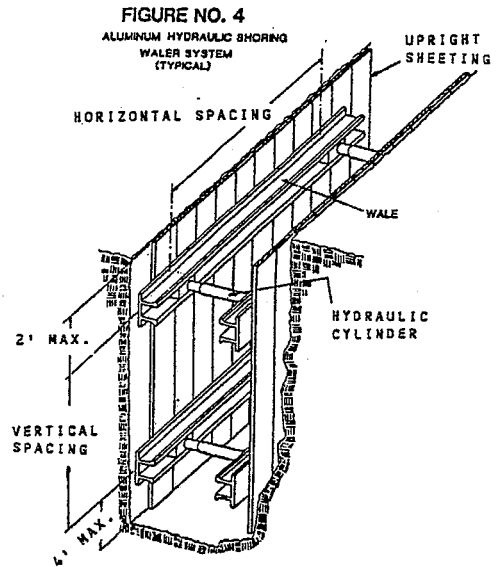 FIGURE NO. 4
ALUMINUM HYDRAULIC SHORING
WALER SYSTEM
(TYPICAL)
UPRIGHT
SHEETING
HORIZONTAL SPACING
WALE
HYDRAULIC
CYLINDER
2' MAX.
VERTICAL
SPACING
4' MAX.